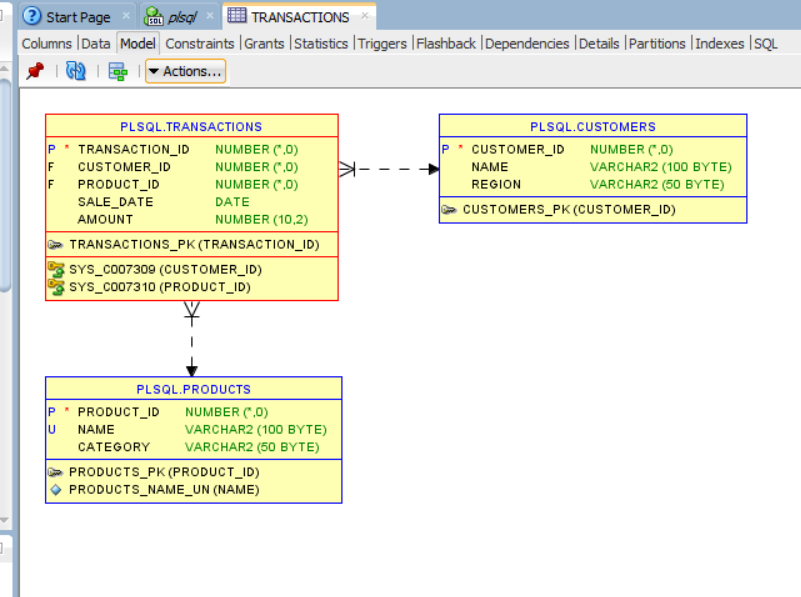 Start Page × plsql × TRANSACTIONS ×
Columns |Data |Model |Constraints |Grants |Statistics |Triggers |Flashback |Dependencies |Details |Partitions |Indexes |SQL
Actions...
PLSQL.TRANSACTIONS
P * TRANSACTION_ID NUMBER (*,0)
F CUSTOMER_ID NUMBER (*,0)
F PRODUCT_ID NUMBER (*,0)
SALE_DATE DATE
AMOUNT NUMBER (10,2)
TRANSACTIONS_PK (TRANSACTION_ID)
SYS_C007309 (CUSTOMER_ID)
SYS_C007310 (PRODUCT_ID)
PLSQL.CUSTOMERS
P * CUSTOMER_ID NUMBER (*,0)
NAME VARCHAR2 (100 BYTE)
REGION VARCHAR2 (50 BYTE)
CUSTOMERS_PK (CUSTOMER_ID)
PLSQL.PRODUCTS
P * PRODUCT_ID NUMBER (*,0)
U NAME VARCHAR2 (100 BYTE)
CATEGORY VARCHAR2 (50 BYTE)
PRODUCTS_PK (PRODUCT_ID)
PRODUCTS_NAME_UN (NAME)